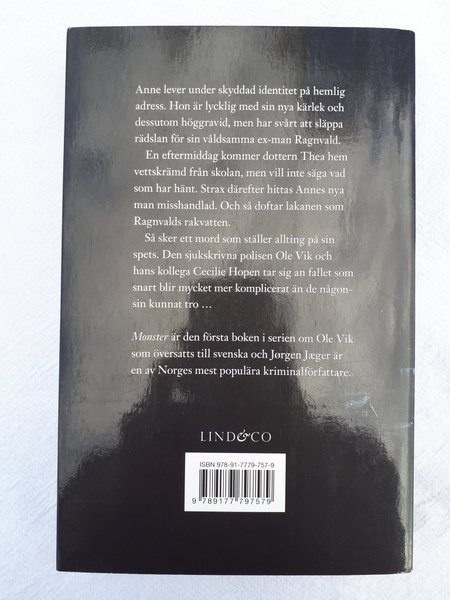 Anne lever under skyddad identitet på hemlig
adress. Hon är lycklig med sin nya kärlek och
dessutom höggravid, men har svårt att släppa
rädslan för sin våldsamma ex-man Ragnvald.
En eftermiddag kommer dottern Thea hem
vettskrämd från skolan, men vill inte säga vad
som har hänt. Strax därefter hittas Annes nya
man misshandlad. Och så doftar lakanen som
Ragnvalds rakvatten.
Så sker ett mord som ställer allting på sin
spets. Den sjukskrivna polisen Ole Vik och
hans kollega Cecilie Hopen tar sig an fallet som
snart blir mycket mer komplicerat än de någon-
sin kunnat tro ...
Monster är den första boken i serien om Ole Vik
som översatts till svenska och Jørgen Jæger är
en av Norges mest populära kriminalförfattare.
LIND&CO
ISBN 978-91-7779-757-9
9 789177 797579